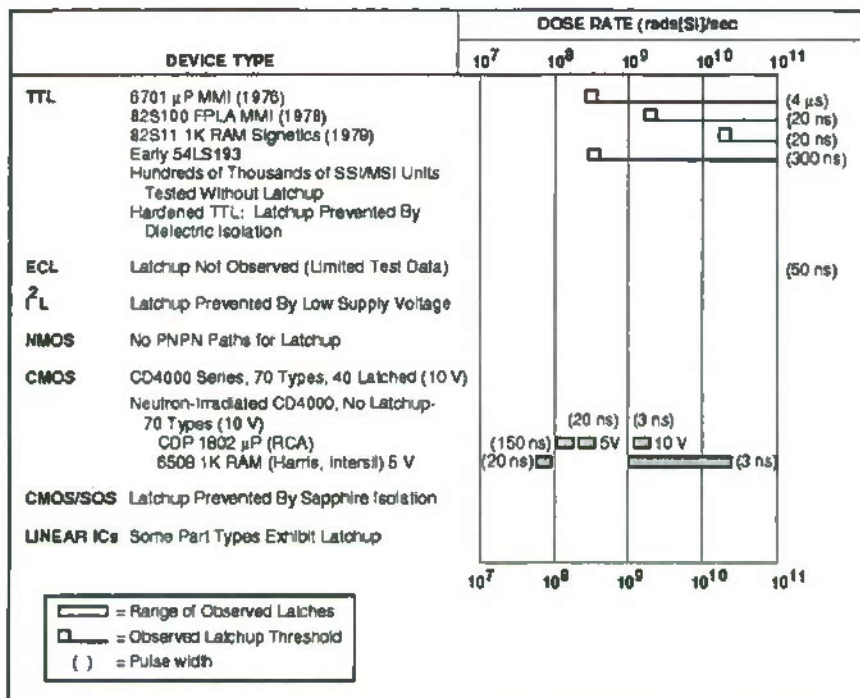 DOSE RATE (rads[Si]/sec
DEVICE TYPE
10⁷ 10⁸ 10⁹ 10¹⁰ 10¹¹
TTL 6701 µP MMI (1976) (4 µs)
82S100 FPLA MMI (1978) (20 ns)
82S11 1K RAM Signetics (1979) (20 ns)
Early 54LS193 (300 ns)
Hundreds of Thousands of SSI/MSI Units
Tested Without Latchup
Hardened TTL: Latchup Prevented By
Dielectric Isolation
ECL Latchup Not Observed (Limited Test Data) (50 ns)
I²L Latchup Prevented By Low Supply Voltage
NMOS No PNPN Paths for Latchup
CMOS CD4000 Series, 70 Types, 40 Latched (10 V)
Neutron-Irradiated CD4000, No Latchup-
70 Types (10 V) (20 ns) (3 ns)
CDP 1802 µP (RCA) (150 ns) 5V 10 V
6508 1K RAM (Harris, Intersil) 5 V (20 ns) (3 ns)
CMOS/SOS Latchup Prevented By Sapphire Isolation
LINEAR ICs Some Part Types Exhibit Latchup
10⁷ 10⁸ 10⁹ 10¹⁰ 10¹¹
= Range of Observed Latches
= Observed Latchup Threshold
( ) = Pulse width